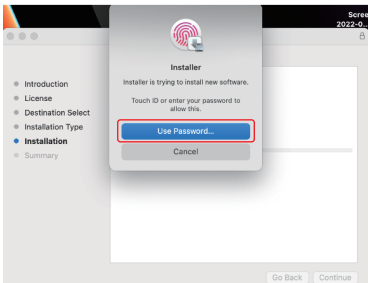 Scree
2022-0...
Installer
Installer is trying to install new software.
Touch ID or enter your password to
allow this.
Use Password...
Cancel
Introduction
License
Destination Select
Installation Type
Installation
Summary
Go Back
Continue